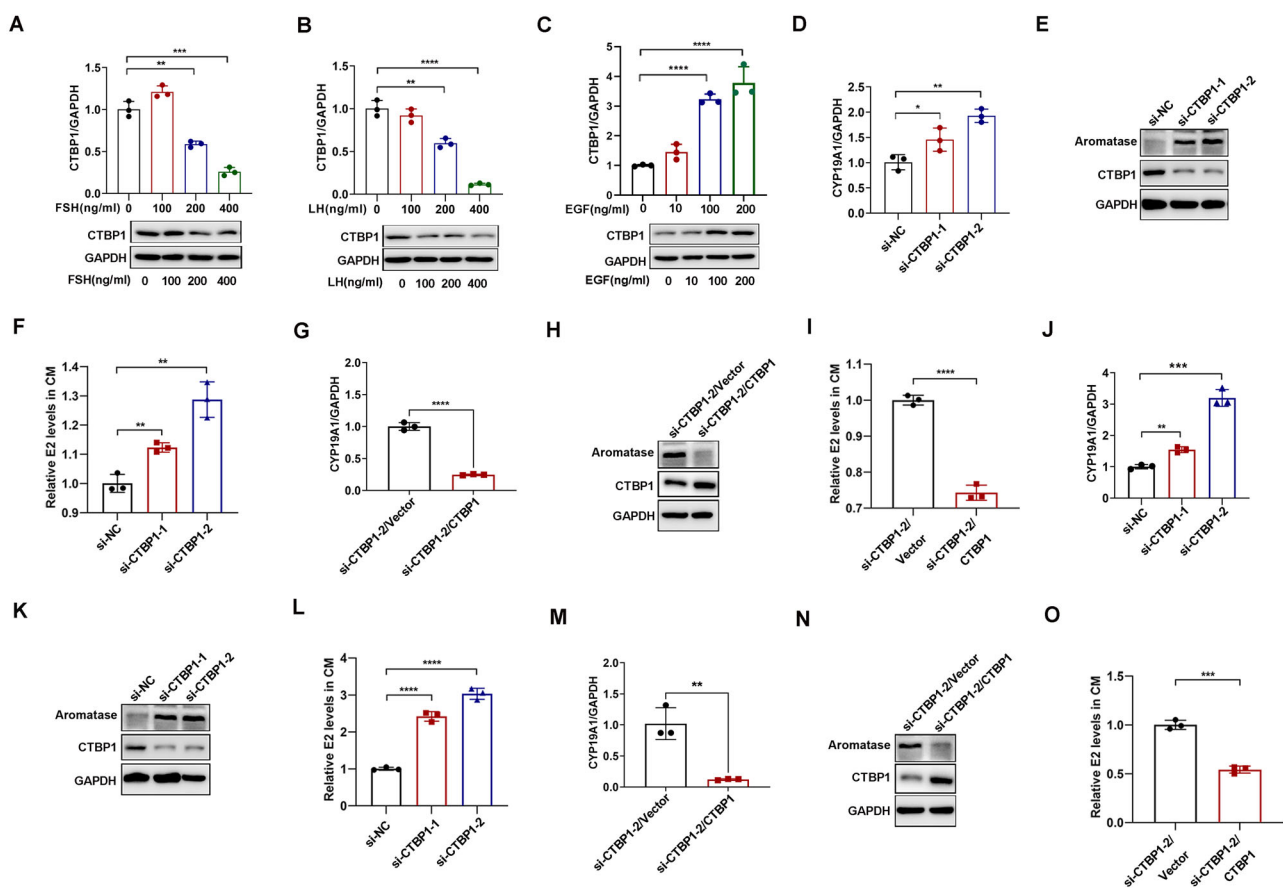 A
CTBP1/GAPDH
1.5
1.0
0.5
0.0
***
**
FSH(ng/ml)
0 100 200 400
CTBP1
GAPDH
FSH(ng/ml) 0 100 200 400
B
CTBP1/GAPDH
1.5
1.0
0.5
0.0
****
**
LH(ng/ml)
0 100 200 400
CTBP1
GAPDH
LH(ng/ml) 0 100 200 400
C
CTBP1/GAPDH
5
4
3
2
1
0
****
****
EGF(ng/ml)
0 10 100 200
CTBP1
GAPDH
EGF(ng/ml) 0 10 100 200
D
CYP19A1/GAPDH
2.5
2.0
1.5
1.0
0.5
0.0
**
*
si-NC
si-CTBP1-1
si-CTBP1-2
E
si-NC
si-CTBP1-1
si-CTBP1-2
Aromatase
CTBP1
GAPDH
F
Relative E2 levels in CM
1.4
1.3
1.2
1.1
1.0
0.9
**
**
si-NC
si-CTBP1-1
si-CTBP1-2
G
CYP19A1/GAPDH
2.0
1.5
1.0
0.5
0.0
****
si-CTBP1-2/Vector
si-CTBP1-2/CTBP1
H
si-CTBP1-2/Vector
si-CTBP1-2/CTBP1
Aromatase
CTBP1
GAPDH
I
Relative E2 levels in CM
1.1
1.0
0.9
0.8
0.7
****
si-CTBP1-2/
Vector
si-CTBP1-2/
CTBP1
J
CYP19A1/GAPDH
4
3
2
1
0
***
**
si-NC
si-CTBP1-1
si-CTBP1-2
K
si-NC
si-CTBP1-1
si-CTBP1-2
Aromatase
CTBP1
GAPDH
L
Relative E2 levels in CM
4
3
2
1
0
****
****
si-NC
si-CTBP1-1
si-CTBP1-2
M
CYP19A1/GAPDH
2.0
1.5
1.0
0.5
0.0
**
si-CTBP1-2/Vector
si-CTBP1-2/CTBP1
N
si-CTBP1-2/Vector
si-CTBP1-2/CTBP1
Aromatase
CTBP1
GAPDH
O
Relative E2 levels in CM
1.5
1.0
0.5
0.0
***
si-CTBP1-2/
Vector
si-CTBP1-2/
CTBP1